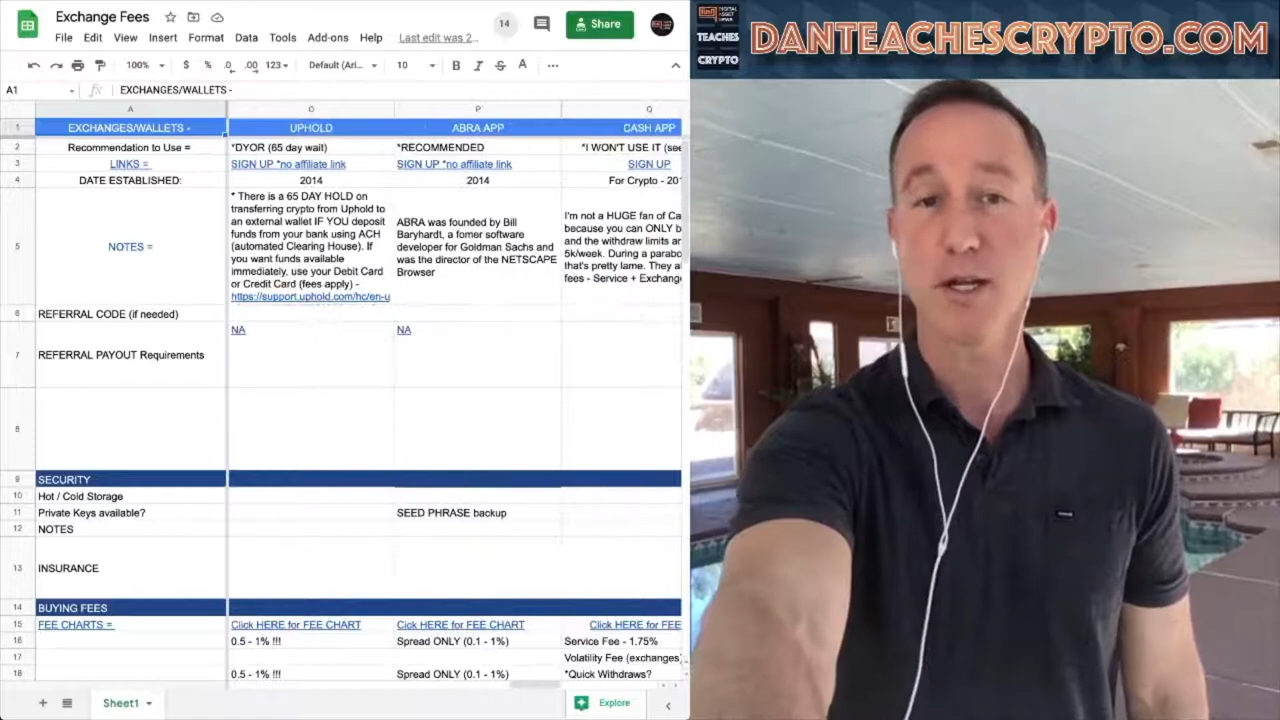 Exchange Fees
14
Share
File Edit View Insert Format Data Tools Add-ons Help Last edit was 2...
100% $ % .0 .00 123 Default (Ari... 10 B I S A
A1 fx EXCHANGES/WALLETS -
A O P Q
1 EXCHANGES/WALLETS - UPHOLD ABRA APP CASH APP
2 Recommendation to Use = *DYOR (65 day wait) *RECOMMENDED *I WON'T USE IT (see
3 LINKS = SIGN UP *no affiliate link SIGN UP *no affiliate link SIGN UP
4 DATE ESTABLISHED: 2014 2014 For Crypto - 20
5 NOTES =
* There is a 65 DAY HOLD on
transferring crypto from Uphold to
an external wallet IF YOU deposit
funds from your bank using ACH
(automated Clearing House). If
you want funds available
immediately, use your Debit Card
or Credit Card (fees apply) -
https://support.uphold.com/hc/en-u
ABRA was founded by Bill
Baryhardt, a fomer software
developer for Goldman Sachs and
was the director of the NETSCAPE
Browser
I'm not a HUGE fan of Ca
because you can ONLY b
and the withdraw limits ar
5k/week. During a parabo
that's pretty lame. They al
fees - Service + Exchange
6 REFERRAL CODE (if needed)
NA NA
7 REFERRAL PAYOUT Requirements
8
9 SECURITY
10 Hot / Cold Storage
11 Private Keys available? SEED PHRASE backup
12 NOTES
13 INSURANCE
14 BUYING FEES
15 FEE CHARTS = Click HERE for FEE CHART Click HERE for FEE CHART Click HERE for FEE
16 0.5 - 1% !!! Spread ONLY (0.1 - 1%) Service Fee - 1.75%
17 Volatility Fee (exchanges)
18 0.5 - 1% !!! Spread ONLY (0.1 - 1%) *Quick Withdraws?
Sheet1
Explore
DIGITAL
ASSET
NEWS
TEACHES
CRYPTO
DANTEACHESCRYPTO.COM